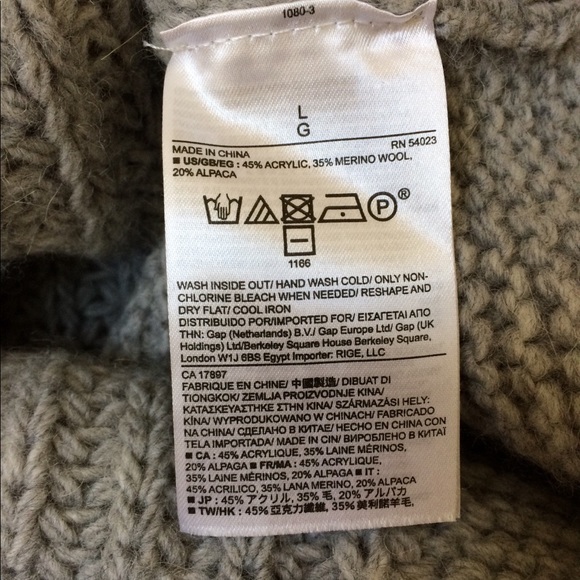 1080-3
L
G
MADE IN CHINA RN 54023
■ US/GB/EG : 45% ACRYLIC, 35% MERINO WOOL,
20% ALPACA
P®
1166
WASH INSIDE OUT/ HAND WASH COLD/ ONLY NON-
CHLORINE BLEACH WHEN NEEDED/ RESHAPE AND
DRY FLAT/ COOL IRON
DISTRIBUIDO POR/IMPORTED FOR/ ΕΙΣΑΓΕΤΑΙ ΑΠΟ
ΤΗΝ: Gap (Netherlands) B.V./ Gap Europe Ltd/ Gap (UK
Holdings) Ltd/Berkeley Square House Berkeley Square,
London W1J 6BS Egypt Importer: RIGE, LLC
CA 17897
FABRIQUÉ EN CHINE/ 中國製造/ DIBUAT DI
TIONGKOK/ ZEMLJA PROIZVODNJE KINA/
ΚΑΤΑΣΚΕΥΑΣΤΗΚΕ ΣΤΗΝ ΚΙΝΑ/ SZÁRMAZÁSI HELY:
KÍNA/ WYPRODUKOWANO W CHINACH/ FABRICADO
NA CHINA/ СДЕЛАНО В КИТАЕ/ HECHO EN CHINA CON
TELA IMPORTADA/ MADE IN CIN/ ВИРОБЛЕНО В КИТАЇ
■ CA : 45% ACRYLIQUE, 35% LAINE MÉRINOS,
20% ALPAGA ■ FR/MA : 45% ACRYLIQUE,
35% LAINE MÉRINOS, 20% ALPAGA ■ IT :
45% ACRILICO, 35% LANA MERINO, 20% ALPACA
■ JP : 45% アクリル, 35% 毛, 20% アルパカ
■ TW/HK : 45% 亞克力纖維, 35% 美利諾羊毛,